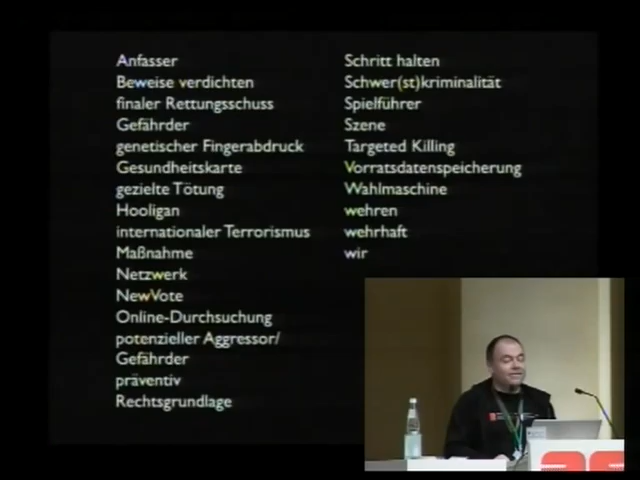 Anfasser
Beweise verdichten
finaler Rettungsschuss
Gefährder
genetischer Fingerabdruck
Gesundheitskarte
gezielte Tötung
Hooligan
internationaler Terrorismus
Maßnahme
Netzwerk
NewVote
Online-Durchsuchung
potenzieller Aggressor/
Gefährder
präventiv
Rechtsgrundlage
Schritt halten
Schwer(st)kriminalität
Spielführer
Szene
Targeted Killing
Vorratsdatenspeicherung
Wahlmaschine
wehren
wehrhaft
wir